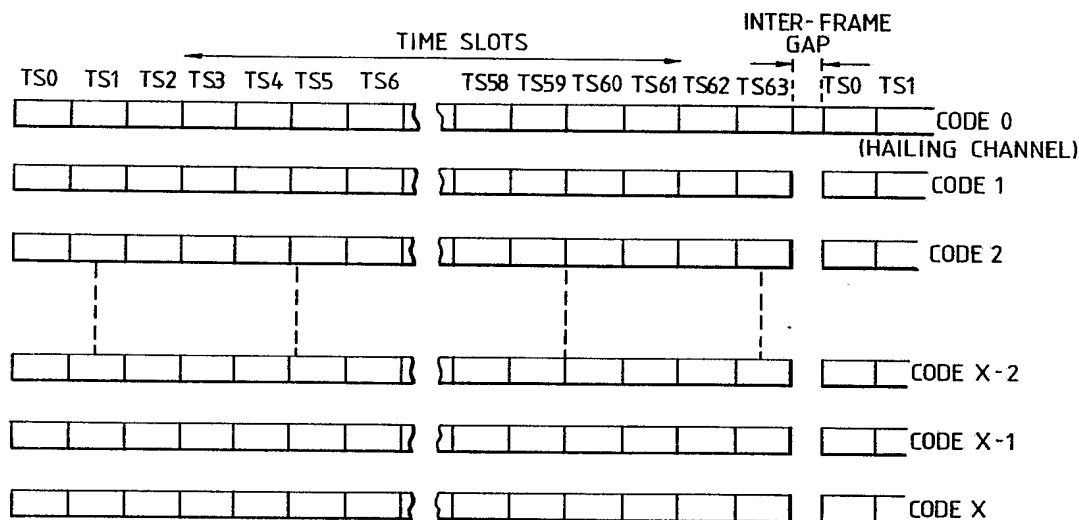 TIME SLOTS
INTER-FRAME
GAP
TS0 TS1 TS2 TS3 TS4 TS5 TS6 TS58 TS59 TS60 TS61 TS62 TS63 TS0 TS1
CODE 0
(HAILING CHANNEL)
CODE 1
CODE 2
CODE X-2
CODE X-1
CODE X